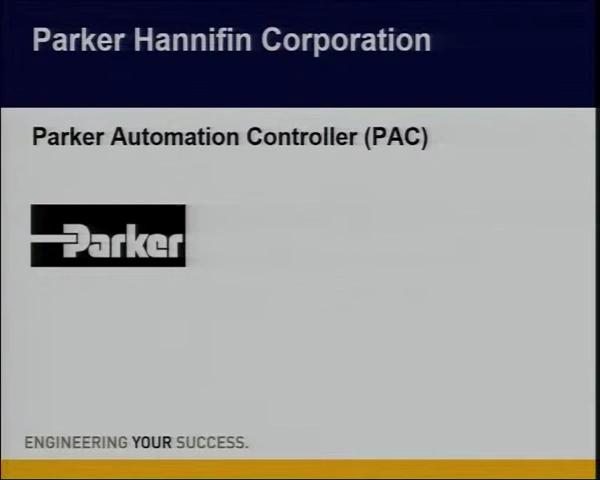 Parker Hannifin Corporation
Parker Automation Controller (PAC)
Parker
ENGINEERING YOUR SUCCESS.